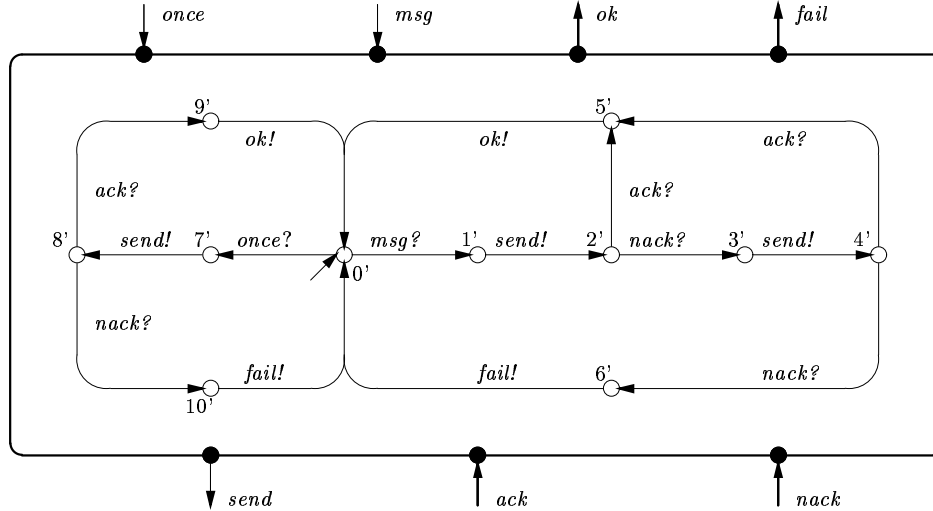 once msg ok fail
9' 5'
ok! ok! ack?
ack? ack?
8' send! 7' once? msg? 1' send! 2' nack? 3' send! 4'
0'
nack?
fail! fail! 6' nack?
10'
send ack nack